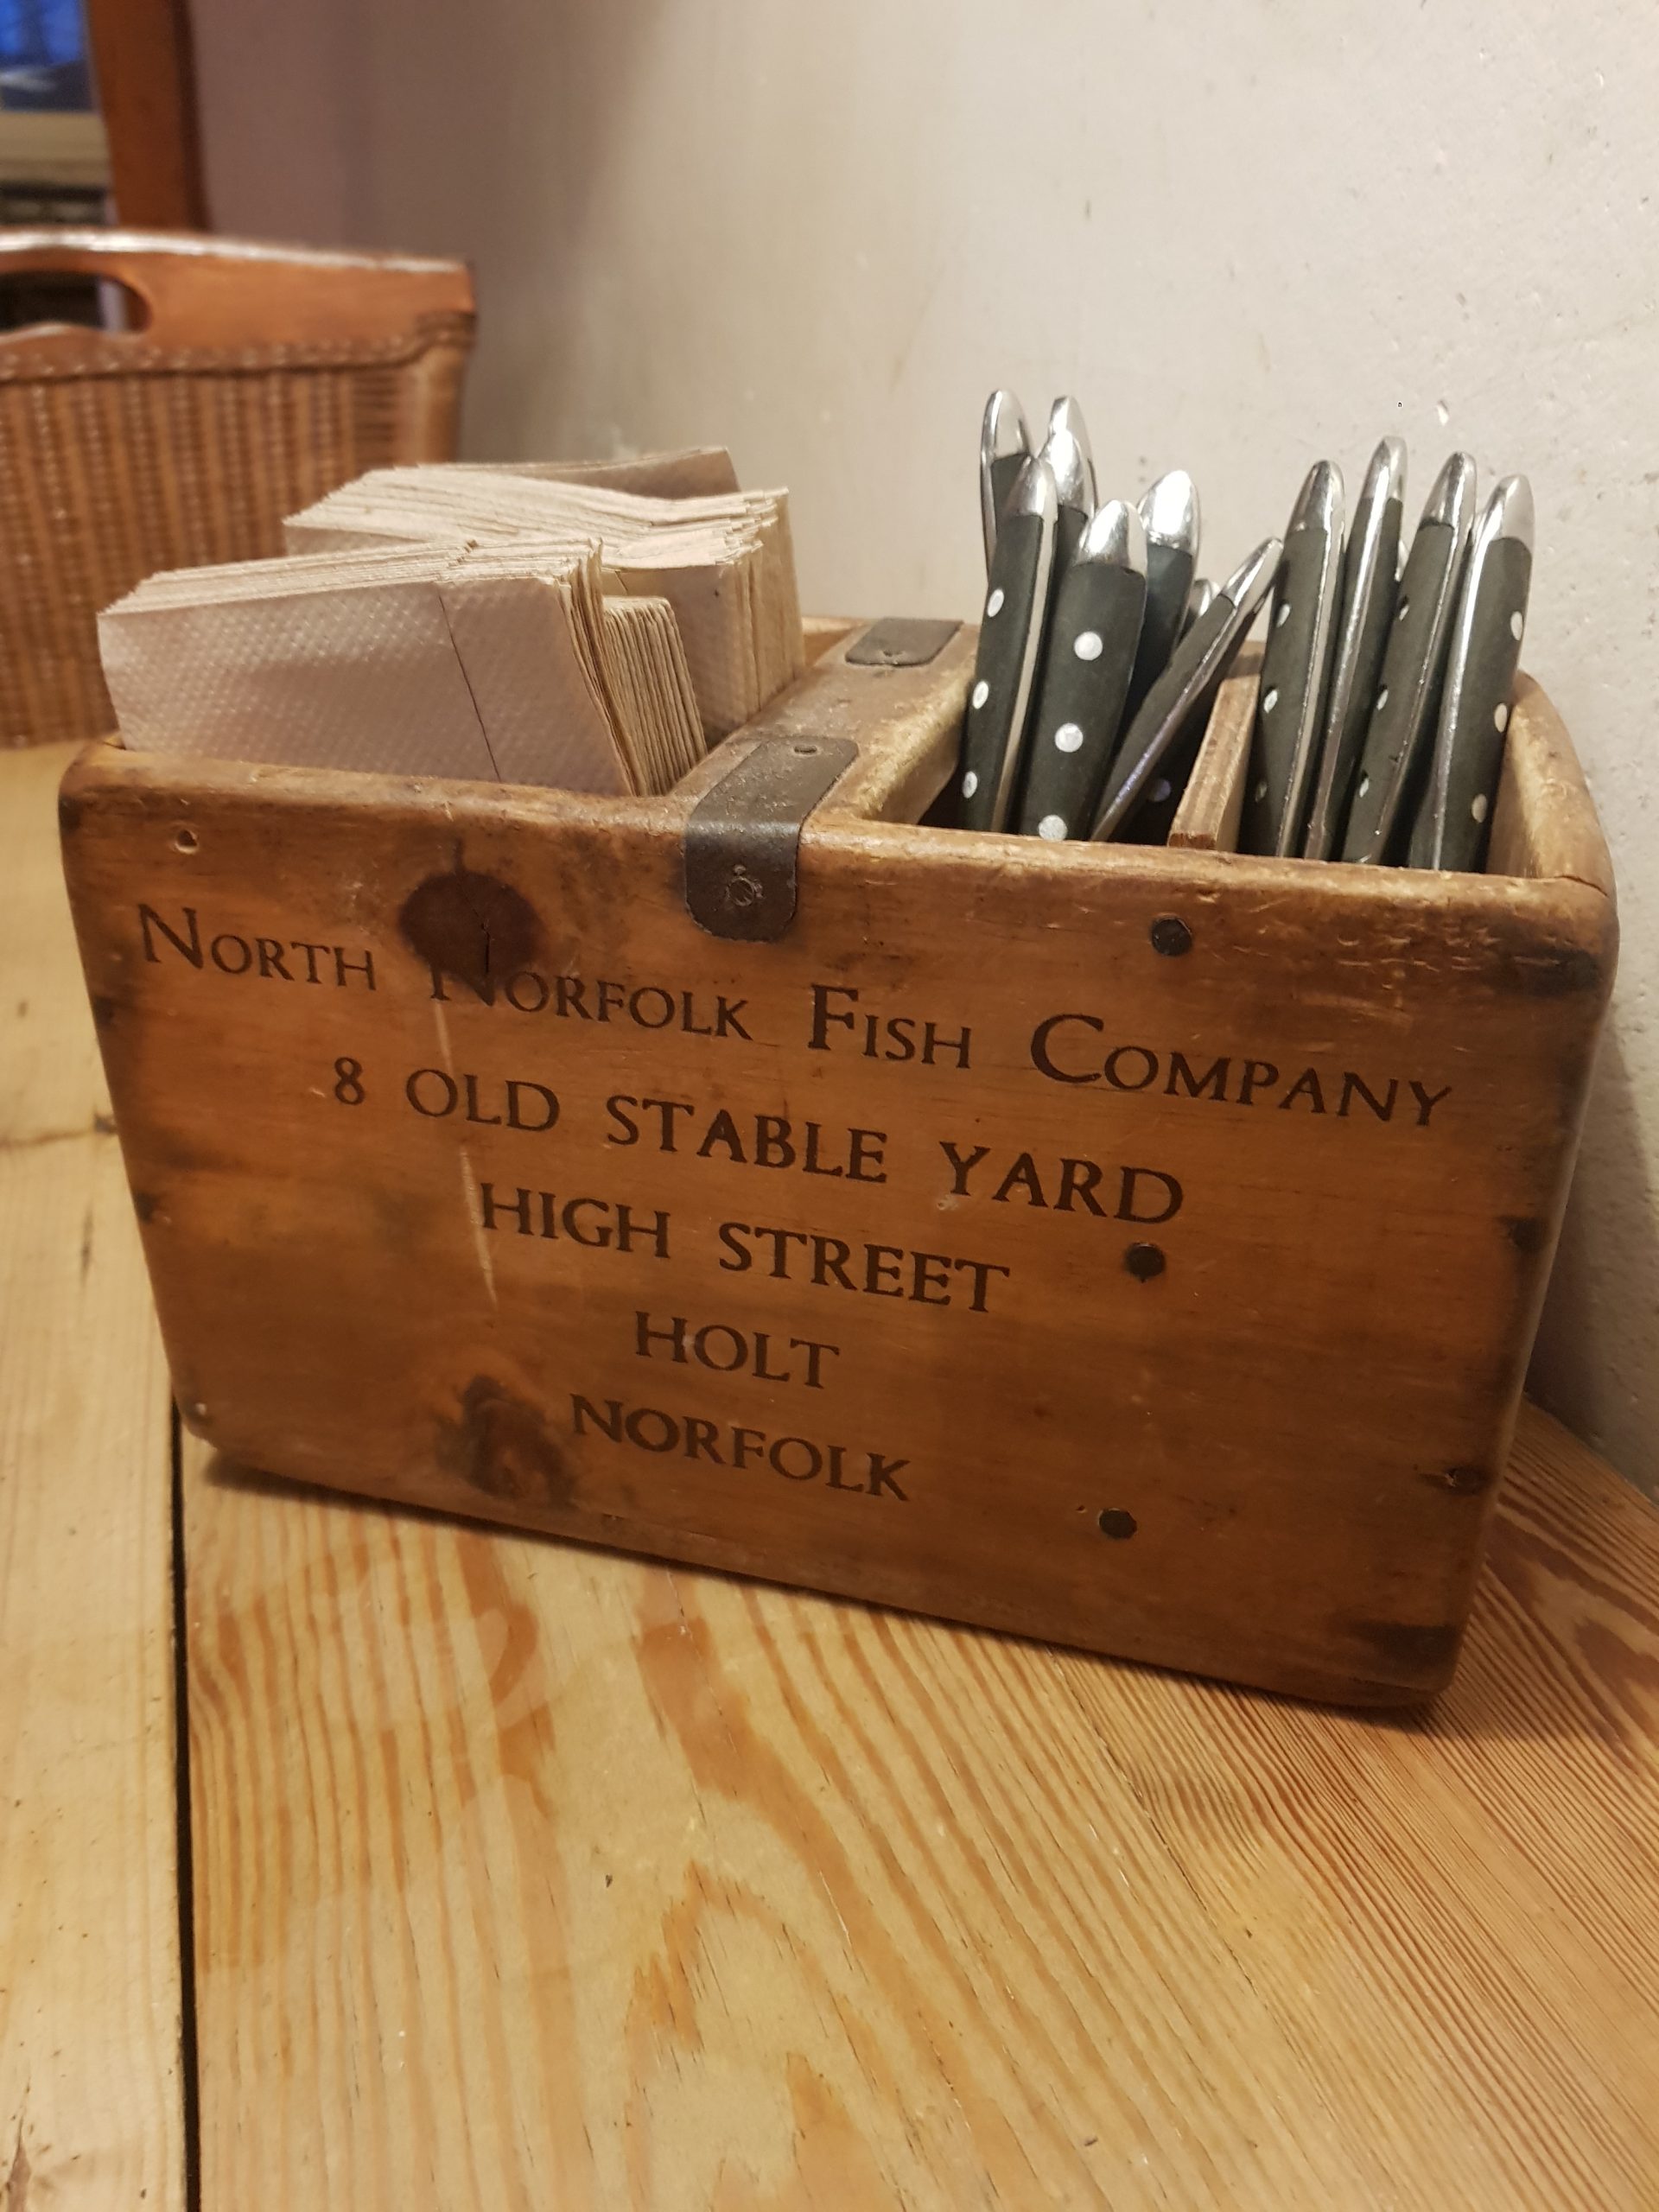 North Norfolk Fish Company
8 OLD STABLE YARD
HIGH STREET
HOLT
NORFOLK